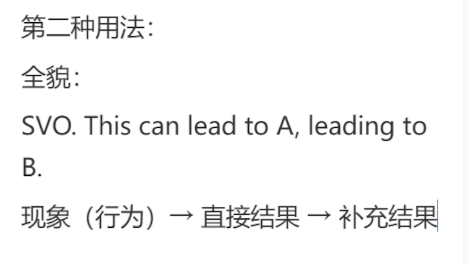 第二种用法：
全貌：
SVO. This can lead to A, leading to
B.
现象（行为）→ 直接结果 → 补充结果